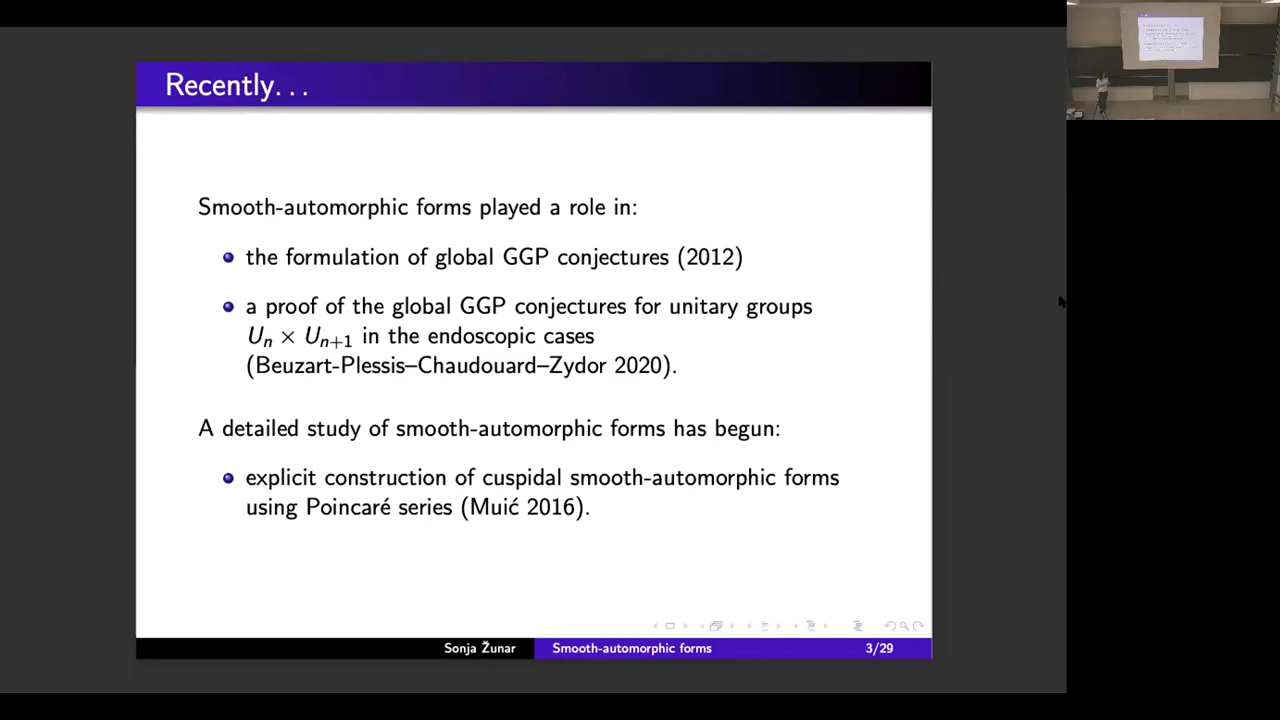 Recently...
Smooth-automorphic forms played a role in:
the formulation of global GGP conjectures (2012)
a proof of the global GGP conjectures for unitary groups
Uₙ × Uₙ₊₁ in the endoscopic cases
(Beuzart-Plessis–Chaudouard–Zydor 2020).
A detailed study of smooth-automorphic forms has begun:
explicit construction of cuspidal smooth-automorphic forms
using Poincaré series (Muić 2016).
Sonja Žunar
Smooth-automorphic forms
3/29